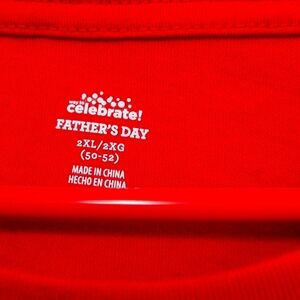 way to
celebrate!
FATHER'S DAY
2XL/2XG
(50-52)
MADE IN CHINA
HECHO EN CHINA